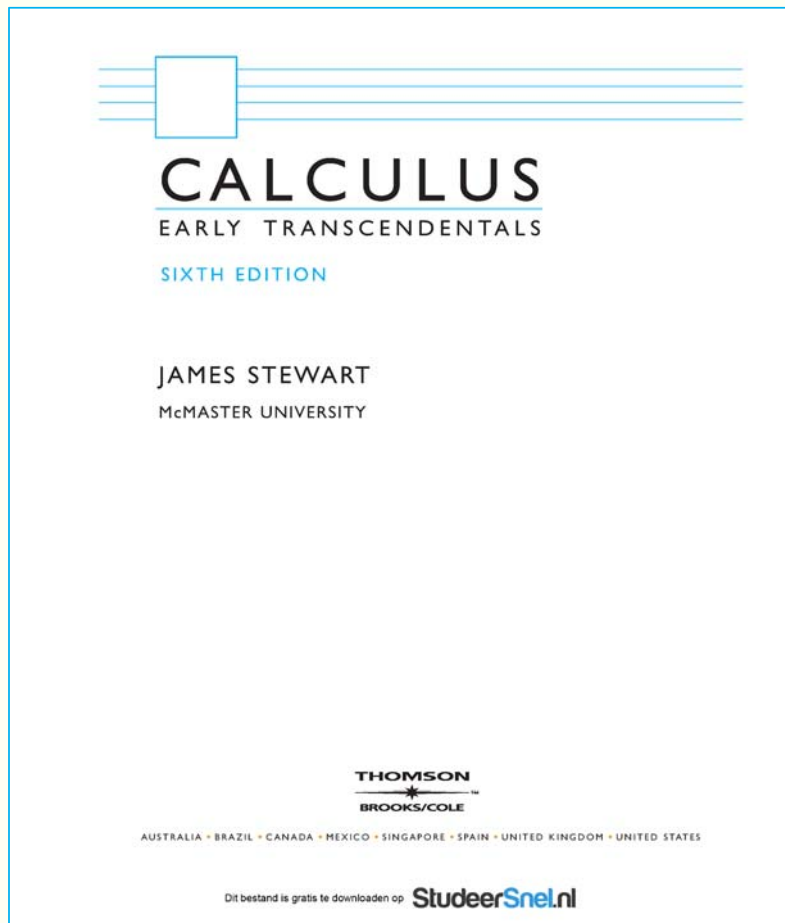 CALCULUS
EARLY TRANSCENDENTALS
SIXTH EDITION
JAMES STEWART
McMASTER UNIVERSITY
THOMSON
™
BROOKS/COLE
AUSTRALIA • BRAZIL • CANADA • MEXICO • SINGAPORE • SPAIN • UNITED KINGDOM • UNITED STATES
Dit bestand is gratis te downloaden op StudeerSnel.nl